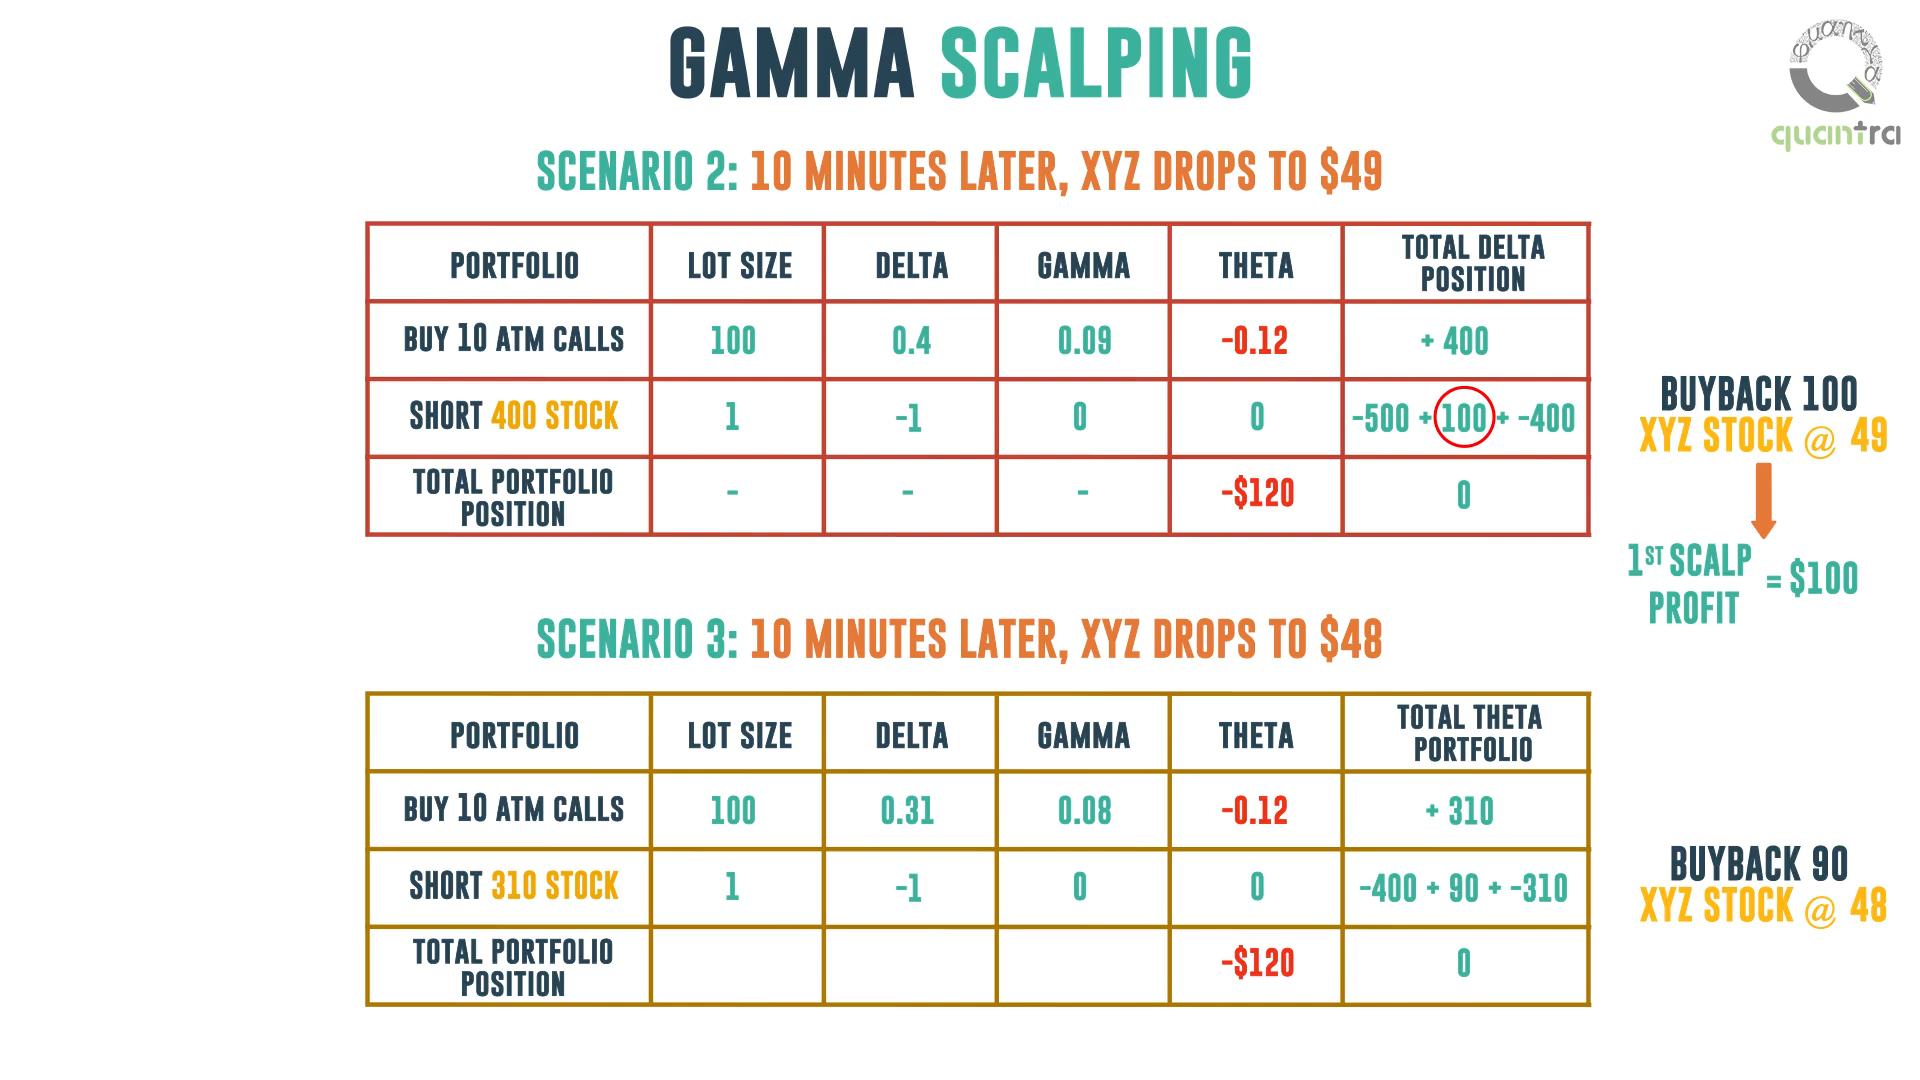 GAMMA SCALPING
quantra
SCENARIO 2: 10 MINUTES LATER, XYZ DROPS TO $49
PORTFOLIO LOT SIZE DELTA GAMMA THETA TOTAL DELTA POSITION
BUY 10 ATM CALLS 100 0.4 0.09 -0.12 + 400
SHORT 400 STOCK 1 -1 0 0 -500 + 100 + -400
TOTAL PORTFOLIO POSITION - - - -$120 0
BUYBACK 100
XYZ STOCK @ 49
1ST SCALP PROFIT = $100
SCENARIO 3: 10 MINUTES LATER, XYZ DROPS TO $48
PORTFOLIO LOT SIZE DELTA GAMMA THETA TOTAL THETA PORTFOLIO
BUY 10 ATM CALLS 100 0.31 0.08 -0.12 + 310
SHORT 310 STOCK 1 -1 0 0 -400 + 90 + -310
TOTAL PORTFOLIO POSITION -$120 0
BUYBACK 90
XYZ STOCK @ 48